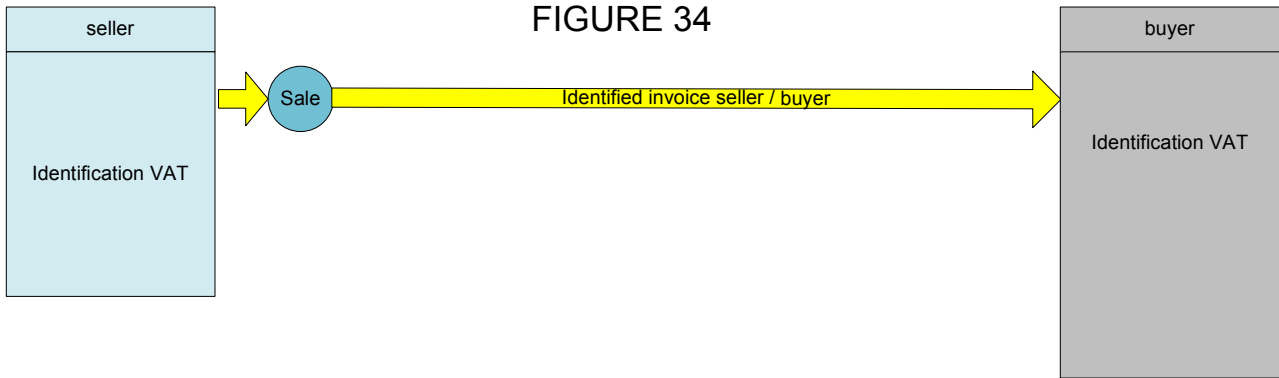 FIGURE 34
seller
buyer
Sale
Identified invoice seller / buyer
Identification VAT
Identification VAT